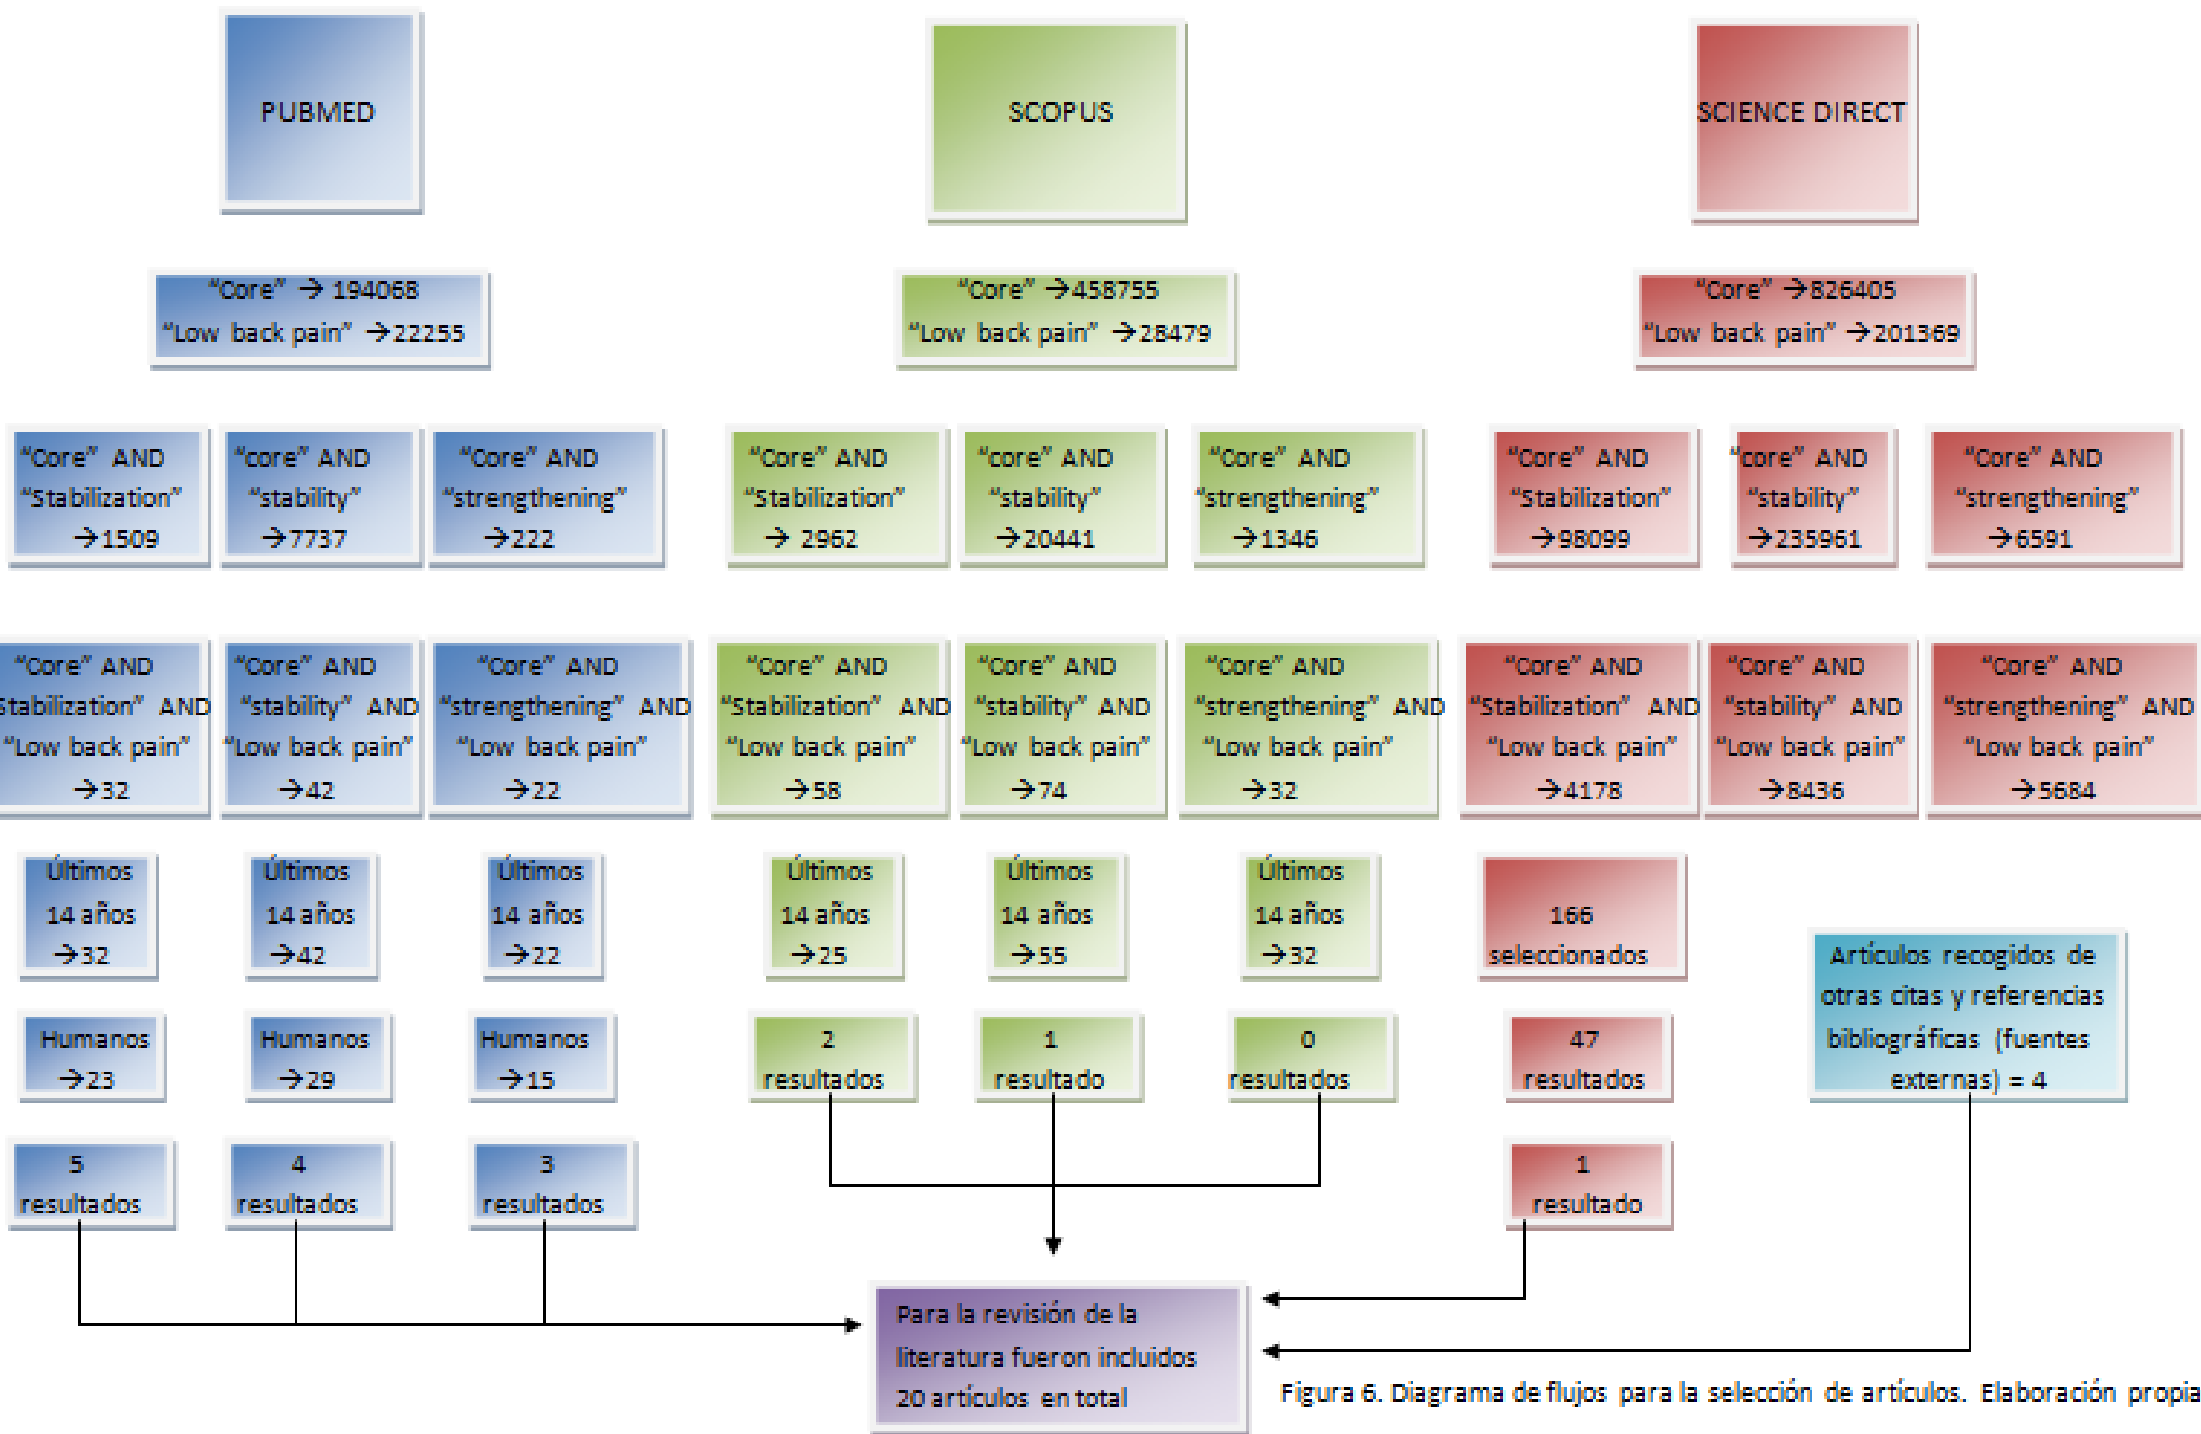 PUBMED
SCOPUS
SCIENCE DIRECT
“Core” → 194068
“Low back pain” →22255
“Core” →458755
“Low back pain” →28479
“Core” →826405
“Low back pain” →201369
“Core” AND
“Stabilization”
→1509
“core” AND
“stability”
→7737
“Core” AND
“strengthening”
→222
“Core” AND
“Stabilization”
→ 2962
“core” AND
“stability”
→20441
“Core” AND
“strengthening”
→1346
“Core” AND
“Stabilization”
→98099
“core” AND
“stability”
→235961
“Core” AND
“strengthening”
→6591
“Core” AND
Stabilization” AND
“Low back pain”
→32
“Core” AND
“stability” AND
“Low back pain”
→42
“Core” AND
“strengthening” AND
“Low back pain”
→22
“Core” AND
“Stabilization” AND
“Low back pain”
→58
“Core” AND
“stability” AND
“Low back pain”
→74
“Core” AND
“strengthening” AND
“Low back pain”
→32
“Core” AND
“Stabilization” AND
“Low back pain”
→4178
“Core” AND
“stability” AND
“Low back pain”
→8436
“Core” AND
“strengthening” AND
“Low back pain”
→5684
Últimos
14 años
→32
Últimos
14 años
→42
Últimos
14 años
→22
Últimos
14 años
→25
Últimos
14 años
→55
Últimos
14 años
→32
166
seleccionados
Artículos recogidos de
otras citas y referencias
bibliográficas (fuentes
externas) = 4
Humanos
→23
Humanos
→29
Humanos
→15
2
resultados
1
resultado
0
resultados
47
resultados
5
resultados
4
resultados
3
resultados
1
resultado
Para la revisión de la
literatura fueron incluidos
20 artículos en total
Figura 6. Diagrama de flujos para la selección de artículos. Elaboración propia